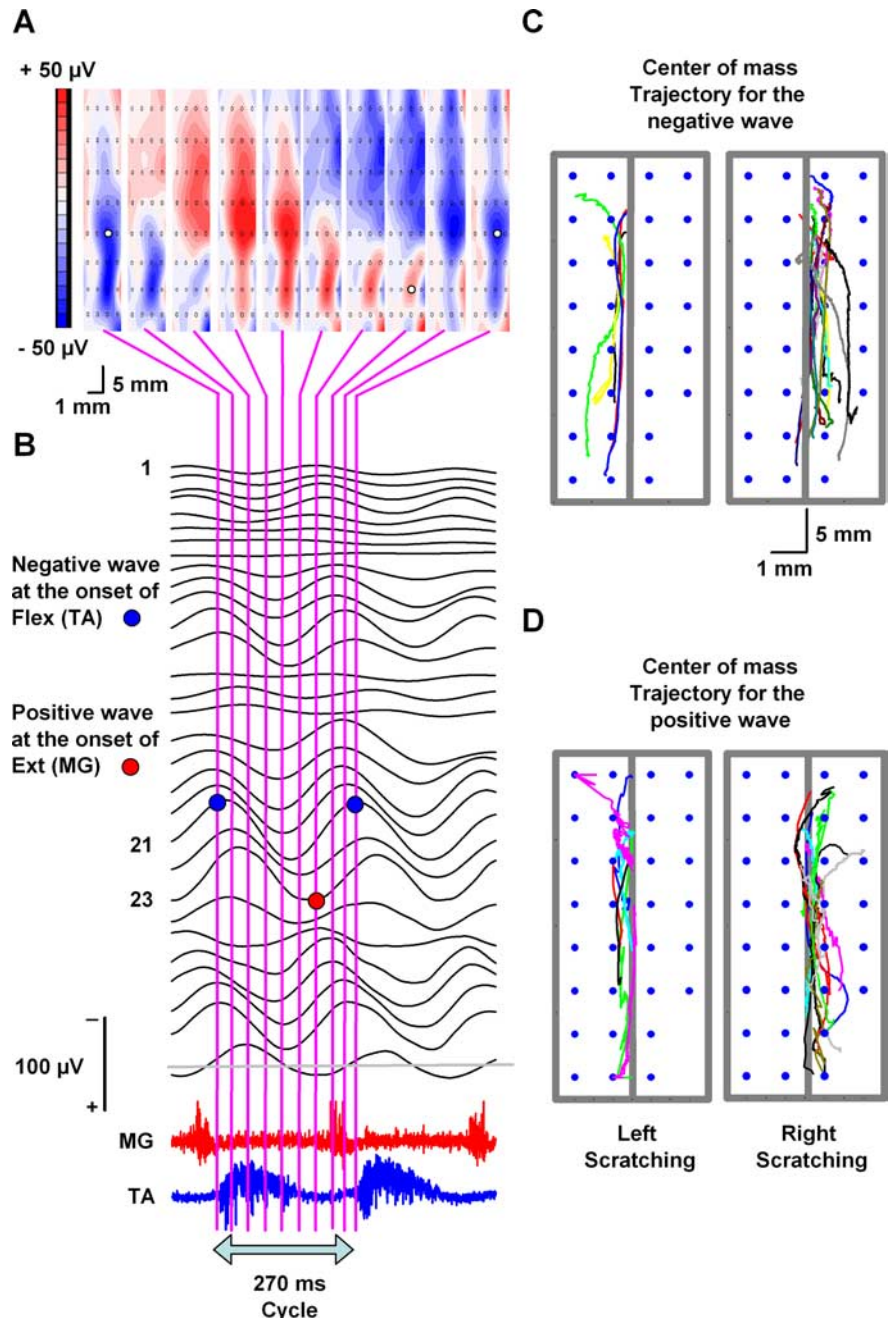 A
+ 50 µV
- 50 µV
5 mm
1 mm
B
1
Negative wave
at the onset of
Flex (TA)
Positive wave
at the onset of
Ext (MG)
21
23
–
100 µV
+
MG
TA
270 ms
Cycle
C
Center of mass
Trajectory for the
negative wave
5 mm
1 mm
D
Center of mass
Trajectory for the
positive wave
Left
Scratching
Right
Scratching